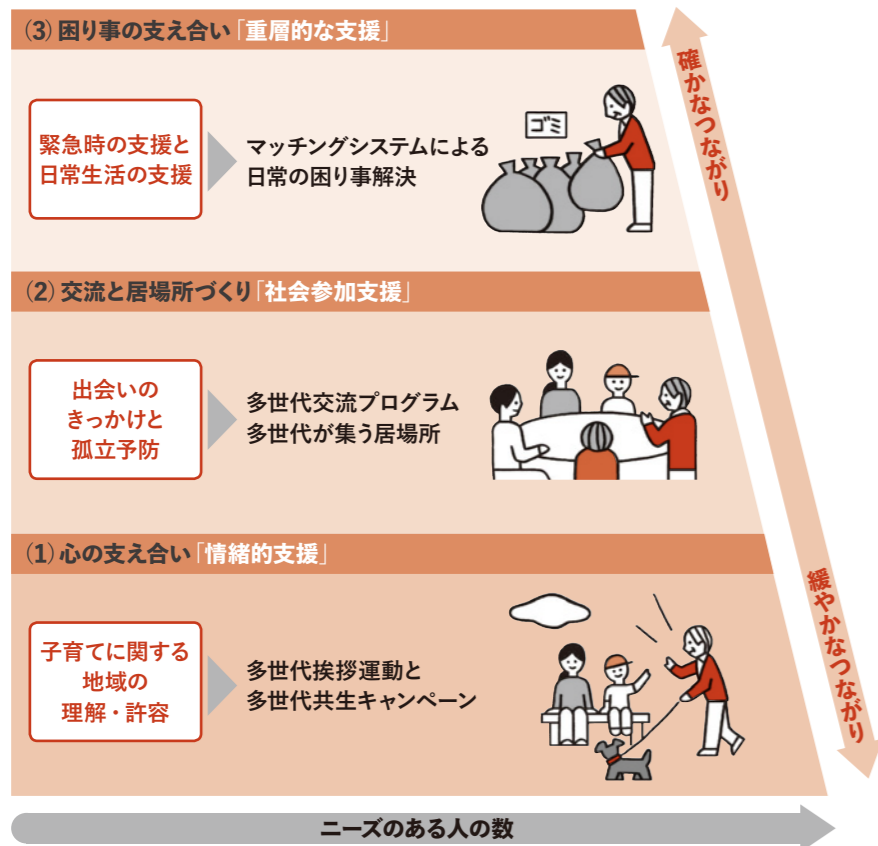 (3)困り事の支え合い「重層的な支援」
緊急時の支援と
日常生活の支援
マッチングシステムによる
日常の困り事解決
ゴミ
確かなつながり
(2)交流と居場所づくり「社会参加支援」
出会いの
きっかけと
孤立予防
多世代交流プログラム
多世代が集う居場所
(1)心の支え合い「情緒的支援」
子育てに関する
地域の
理解・許容
多世代挨拶運動と
多世代共生キャンペーン
緩やかなつながり
ニーズのある人の数